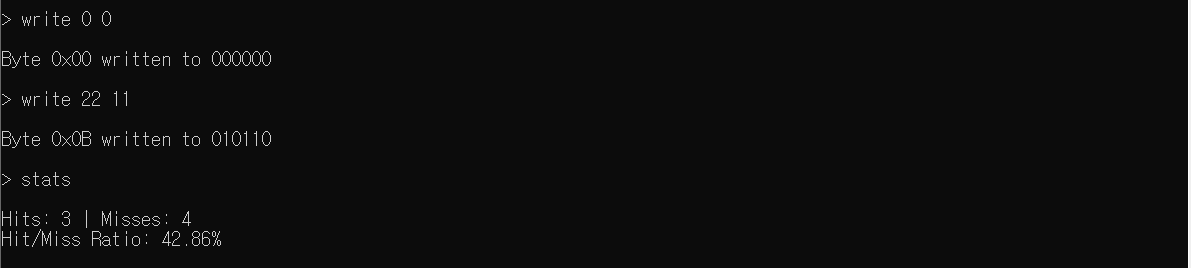 > write 0 0
Byte 0x00 written to 000000
> write 22 11
Byte 0x0B written to 010110
> stats
Hits: 3 | Misses: 4
Hit/Miss Ratio: 42.86%